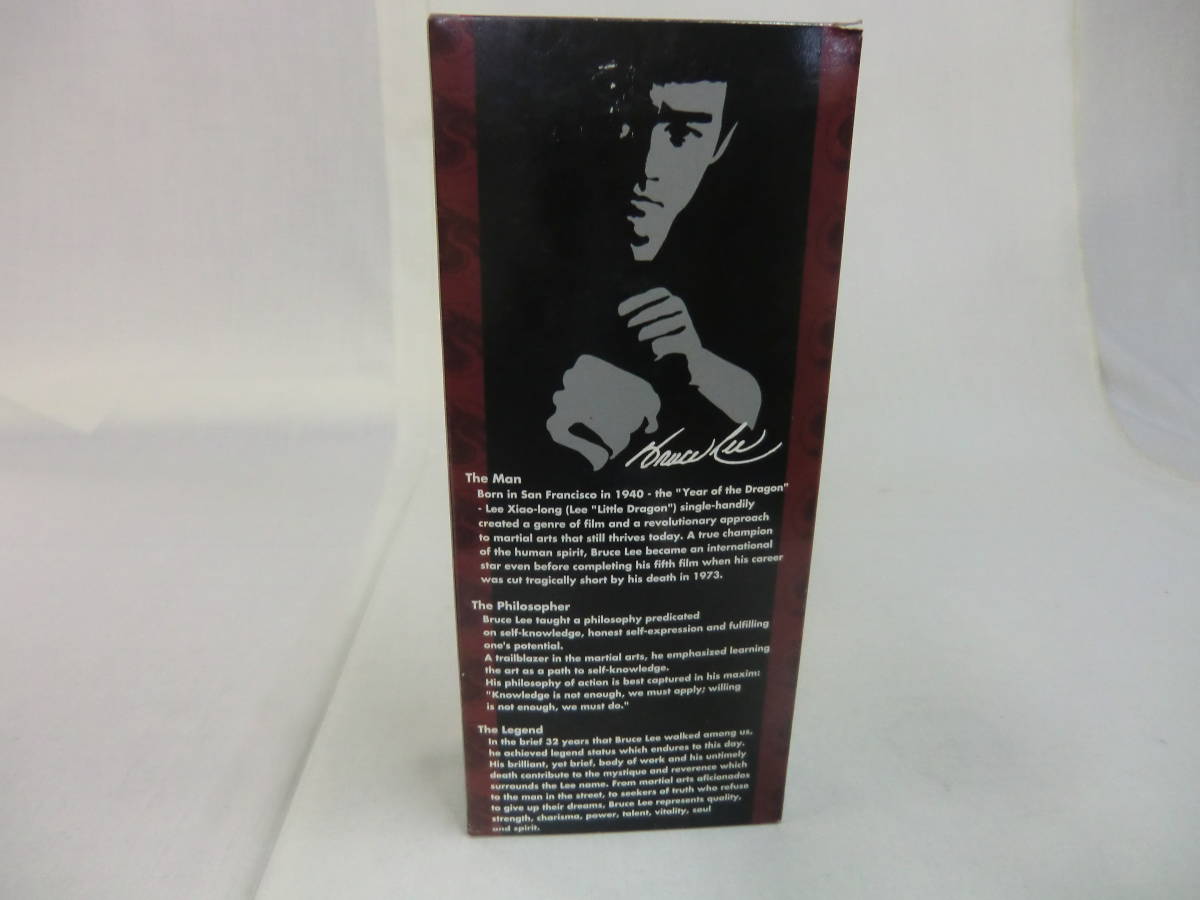 Bruce Lee
The Man
Born in San Francisco in 1940 - the "Year of the Dragon"
- Lee Xiao-long (Lee "Little Dragon") single-handily
created a genre of film and a revolutionary approach
to martial arts that still thrives today. A true champion
of the human spirit, Bruce Lee became an international
star even before completing his fifth film when his career
was cut tragically short by his death in 1973.
The Philosopher
Bruce Lee taught a philosophy predicated
on self-knowledge, honest self-expression and fulfilling
one's potential.
A trailblazer in the martial arts, he emphasized learning
the art as a path to self-knowledge.
His philosophy of action is best captured in his maxim:
"Knowledge is not enough, we must apply; willing
is not enough, we must do."
The Legend
In the brief 32 years that Bruce Lee walked among us,
he achieved legend status which endures to this day.
His brilliant, yet brief, body of work and his untimely
death contribute to the mystique and reverence which
surrounds the Lee name. From martial arts aficionados
to the man in the street, to seekers of truth who refuse
to give up their dreams, Bruce Lee represents quality,
strength, charisma, power, talent, vitality, soul
and spirit.